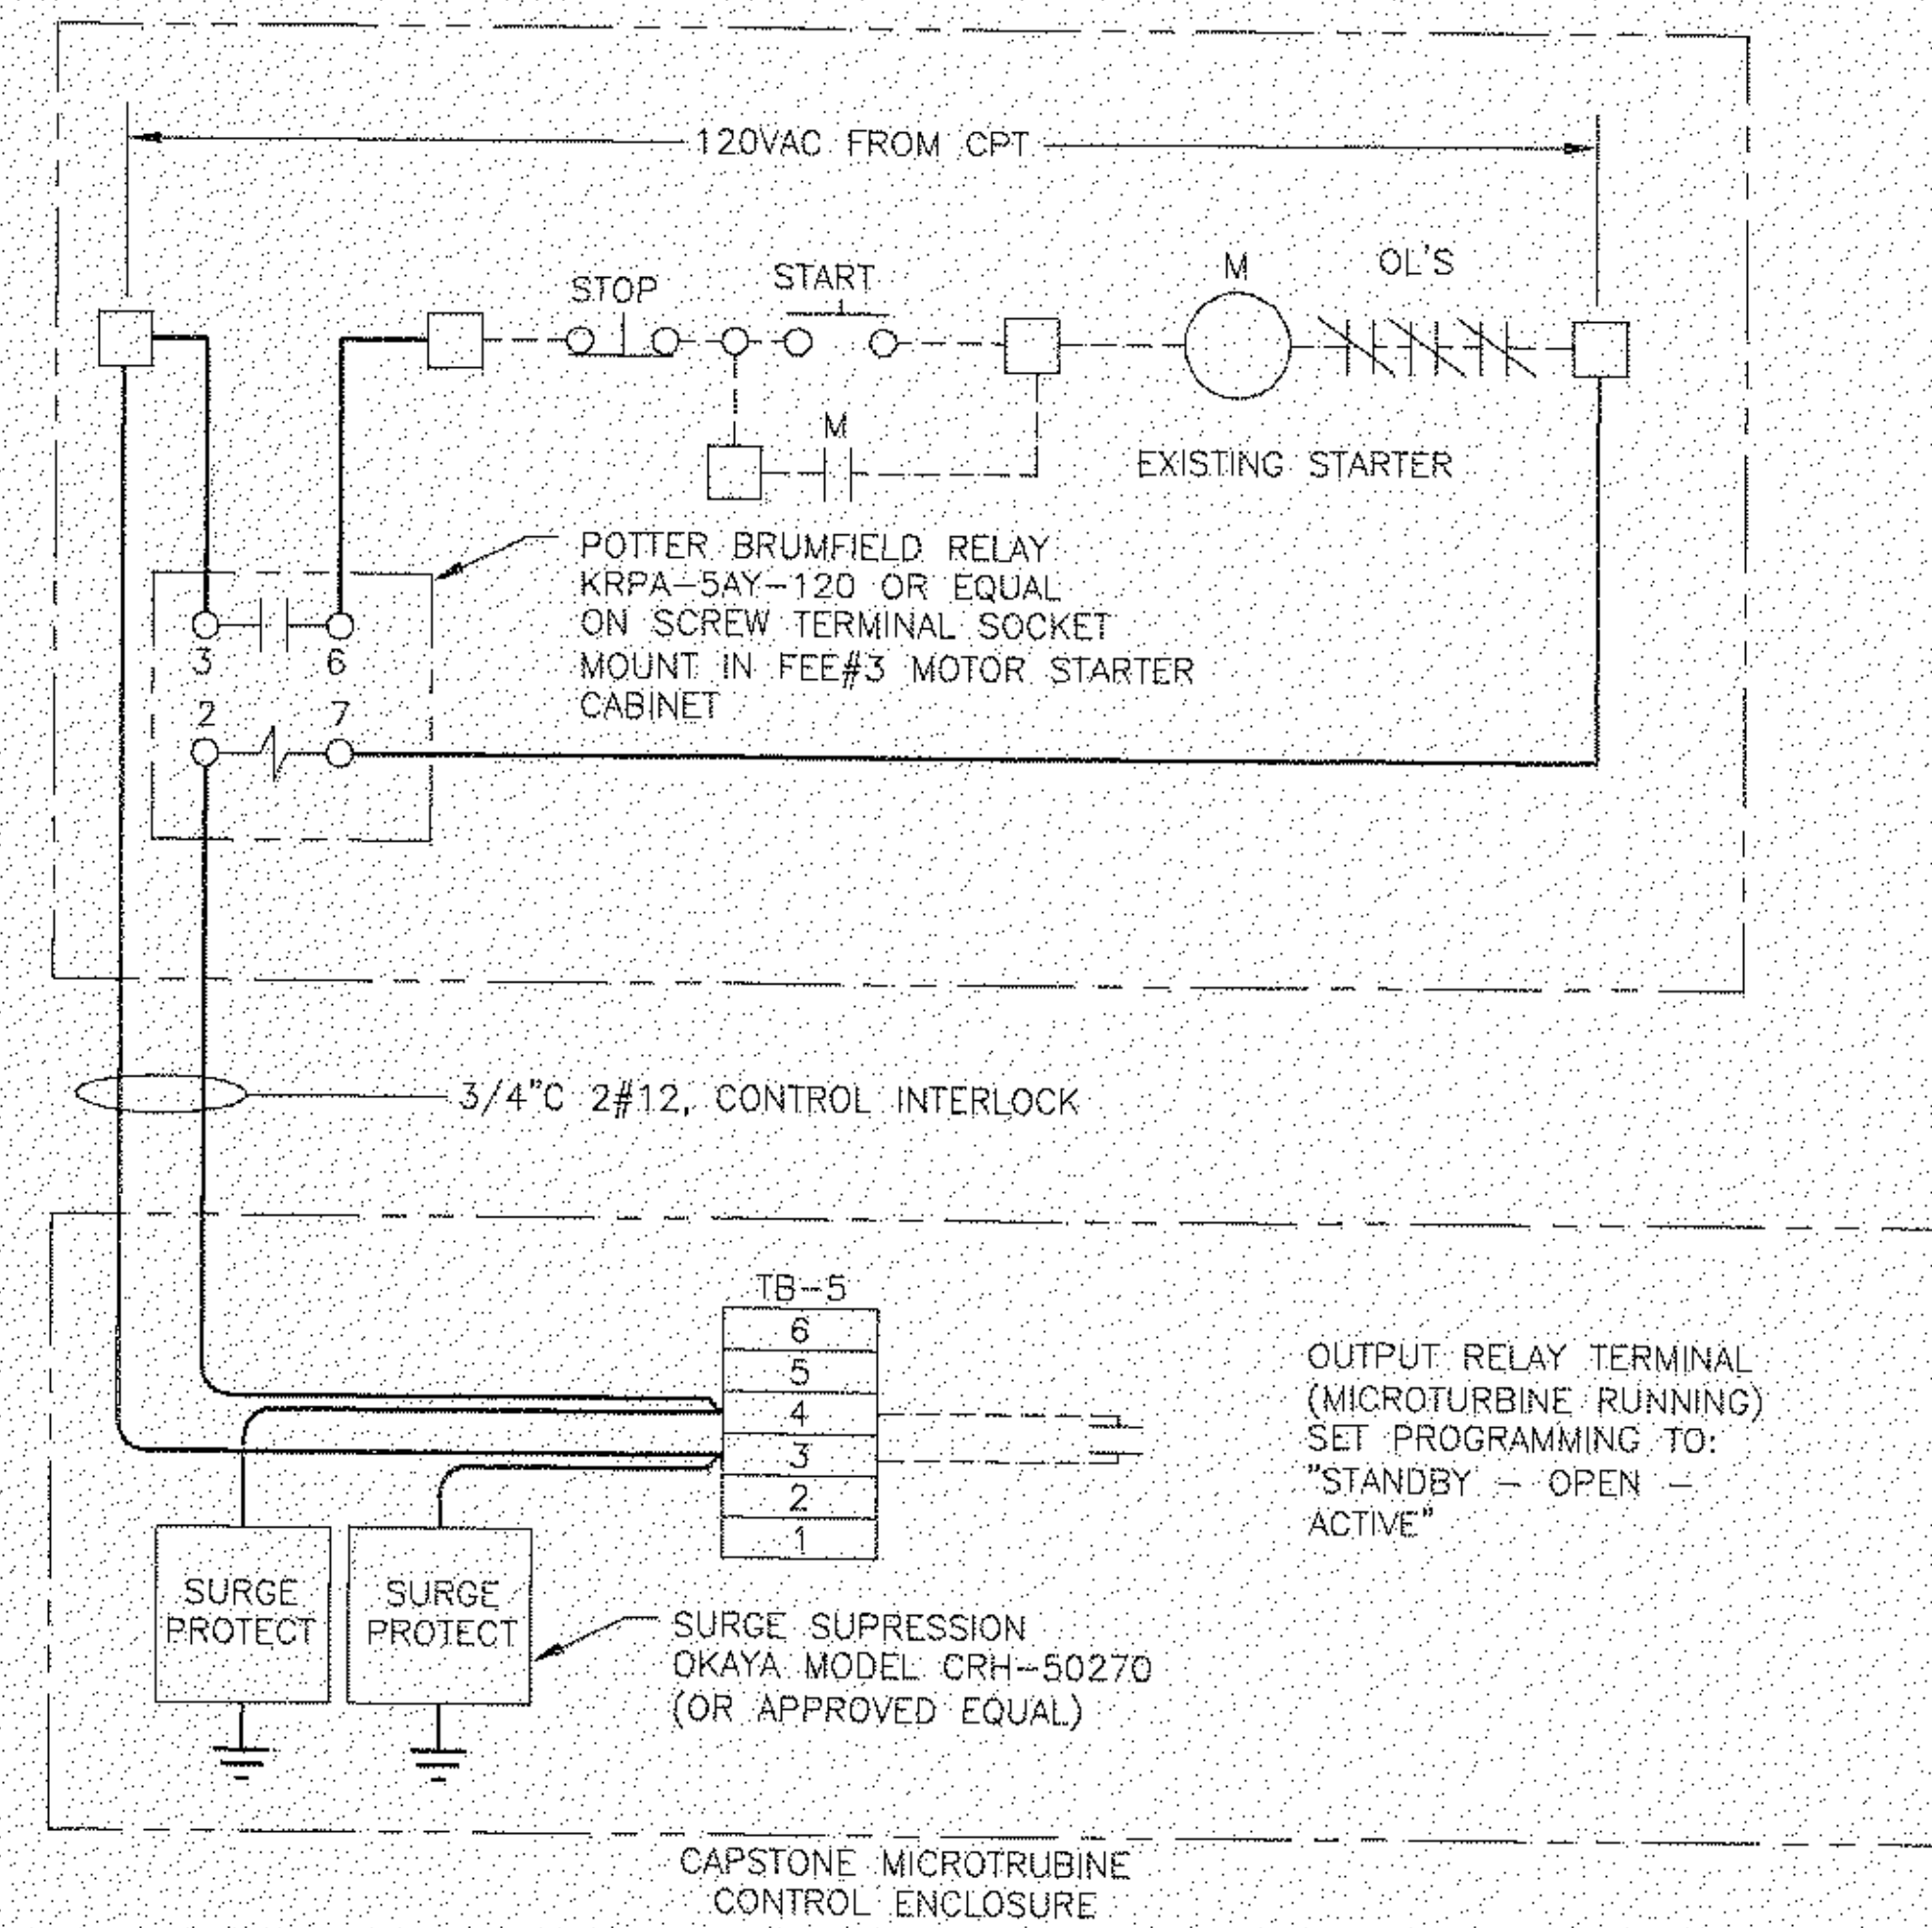 120VAC FROM CPT
STOP
START
M
OL'S
M
EXISTING STARTER
POTTER BRUMFIELD RELAY
KRPA-5AY-120 OR EQUAL
ON SCREW TERMINAL SOCKET
MOUNT IN FEE#3 MOTOR STARTER
CABINET
3
6
2
7
3/4"C 2#12, CONTROL INTERLOCK
TB-5
6
5
4
3
2
1
OUTPUT RELAY TERMINAL
(MICROTURBINE RUNNING)
SET PROGRAMMING TO:
"STANDBY - OPEN -
ACTIVE"
SURGE
PROTECT
SURGE
PROTECT
SURGE SUPRESSION
OKAYA MODEL CRH-50270
(OR APPROVED EQUAL)
CAPSTONE MICROTRUBINE
CONTROL ENCLOSURE